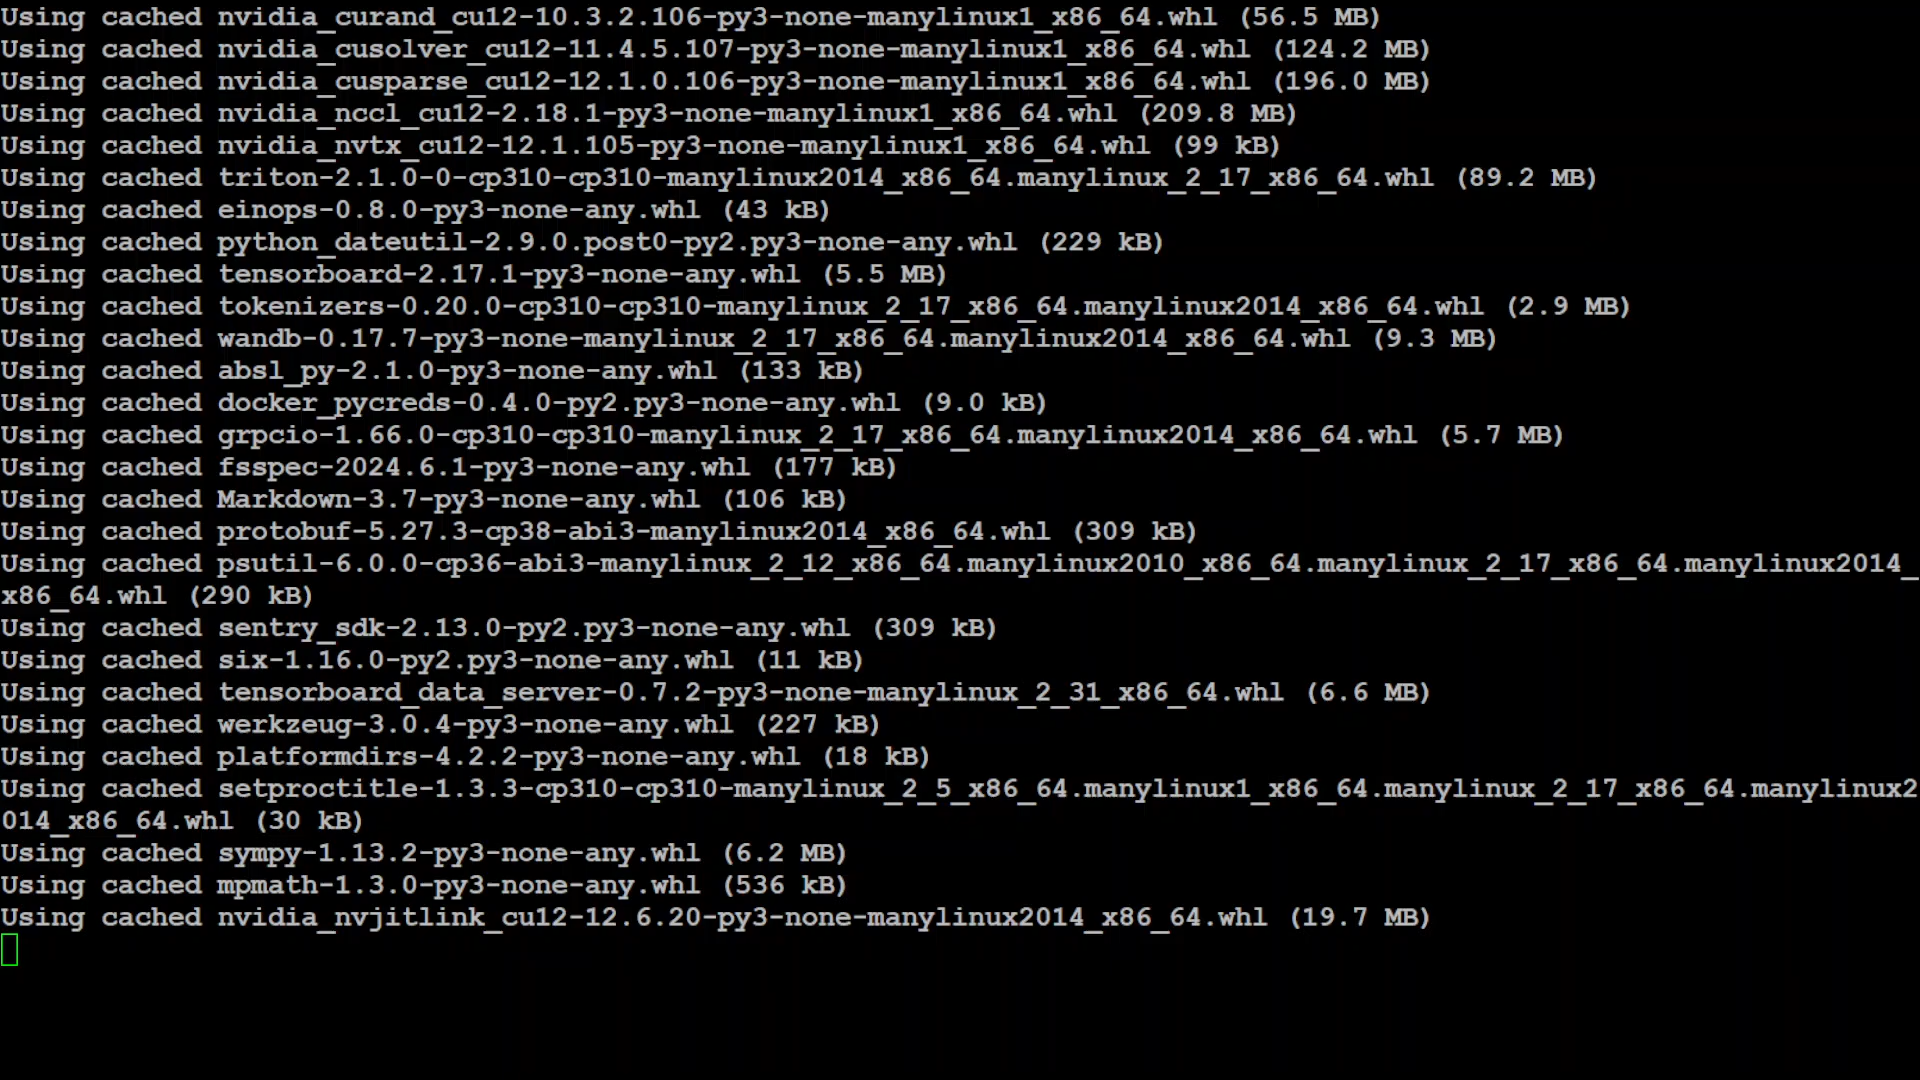 Using cached nvidia_curand_cu12-10.3.2.106-py3-none-manylinux1_x86_64.whl (56.5 MB)
Using cached nvidia_cusolver_cu12-11.4.5.107-py3-none-manylinux1_x86_64.whl (124.2 MB)
Using cached nvidia_cusparse_cu12-12.1.0.106-py3-none-manylinux1_x86_64.whl (196.0 MB)
Using cached nvidia_nccl_cu12-2.18.1-py3-none-manylinux1_x86_64.whl (209.8 MB)
Using cached nvidia_nvtx_cu12-12.1.105-py3-none-manylinux1_x86_64.whl (99 kB)
Using cached triton-2.1.0-0-cp310-cp310-manylinux2014_x86_64.manylinux_2_17_x86_64.whl (89.2 MB)
Using cached einops-0.8.0-py3-none-any.whl (43 kB)
Using cached python_dateutil-2.9.0.post0-py2.py3-none-any.whl (229 kB)
Using cached tensorboard-2.17.1-py3-none-any.whl (5.5 MB)
Using cached tokenizers-0.20.0-cp310-cp310-manylinux_2_17_x86_64.manylinux2014_x86_64.whl (2.9 MB)
Using cached wandb-0.17.7-py3-none-manylinux_2_17_x86_64.manylinux2014_x86_64.whl (9.3 MB)
Using cached absl_py-2.1.0-py3-none-any.whl (133 kB)
Using cached docker_pycreds-0.4.0-py2.py3-none-any.whl (9.0 kB)
Using cached grpcio-1.66.0-cp310-cp310-manylinux_2_17_x86_64.manylinux2014_x86_64.whl (5.7 MB)
Using cached fsspec-2024.6.1-py3-none-any.whl (177 kB)
Using cached Markdown-3.7-py3-none-any.whl (106 kB)
Using cached protobuf-5.27.3-cp38-abi3-manylinux2014_x86_64.whl (309 kB)
Using cached psutil-6.0.0-cp36-abi3-manylinux_2_12_x86_64.manylinux2010_x86_64.manylinux_2_17_x86_64.manylinux2014_
x86_64.whl (290 kB)
Using cached sentry_sdk-2.13.0-py2.py3-none-any.whl (309 kB)
Using cached six-1.16.0-py2.py3-none-any.whl (11 kB)
Using cached tensorboard_data_server-0.7.2-py3-none-manylinux_2_31_x86_64.whl (6.6 MB)
Using cached werkzeug-3.0.4-py3-none-any.whl (227 kB)
Using cached platformdirs-4.2.2-py3-none-any.whl (18 kB)
Using cached setproctitle-1.3.3-cp310-cp310-manylinux_2_5_x86_64.manylinux1_x86_64.manylinux_2_17_x86_64.manylinux2
014_x86_64.whl (30 kB)
Using cached sympy-1.13.2-py3-none-any.whl (6.2 MB)
Using cached mpmath-1.3.0-py3-none-any.whl (536 kB)
Using cached nvidia_nvjitlink_cu12-12.6.20-py3-none-manylinux2014_x86_64.whl (19.7 MB)